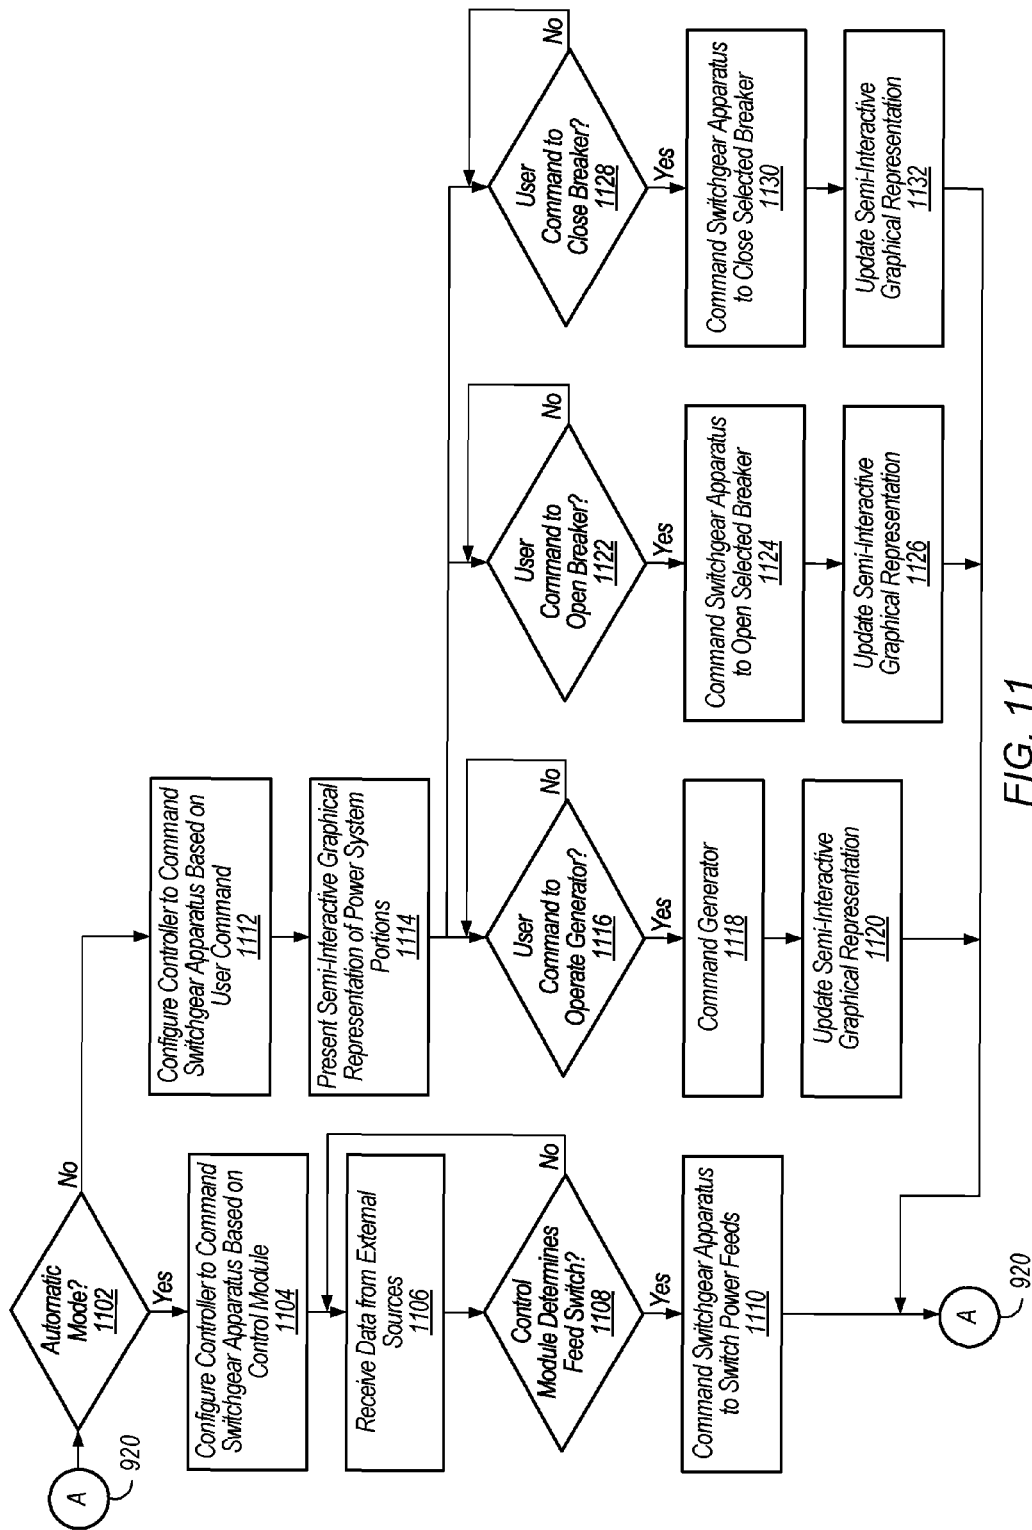 A
920
Automatic
Mode?
1102
No
Yes
Configure Controller to Command
Switchgear Apparatus Based on
Control Module
1104
Receive Data from External
Sources
1106
Control
Module Determines
Feed Switch?
1108
No
Yes
Command Switchgear Apparatus
to Switch Power Feeds
1110
A
920
Configure Controller to Command
Switchgear Apparatus Based on
User Command
1112
Present Semi-Interactive Graphical
Representation of Power System
Portions
1114
User
Command to
Operate Generator?
1116
No
Yes
Command Generator
1118
Update Semi-Interactive
Graphical Representation
1120
User
Command to
Open Breaker?
1122
No
Yes
Command Switchgear Apparatus
to Open Selected Breaker
1124
Update Semi-Interactive
Graphical Representation
1126
User
Command to
Close Breaker?
1128
No
Yes
Command Switchgear Apparatus
to Close Selected Breaker
1130
Update Semi-Interactive
Graphical Representation
1132
FIG. 11